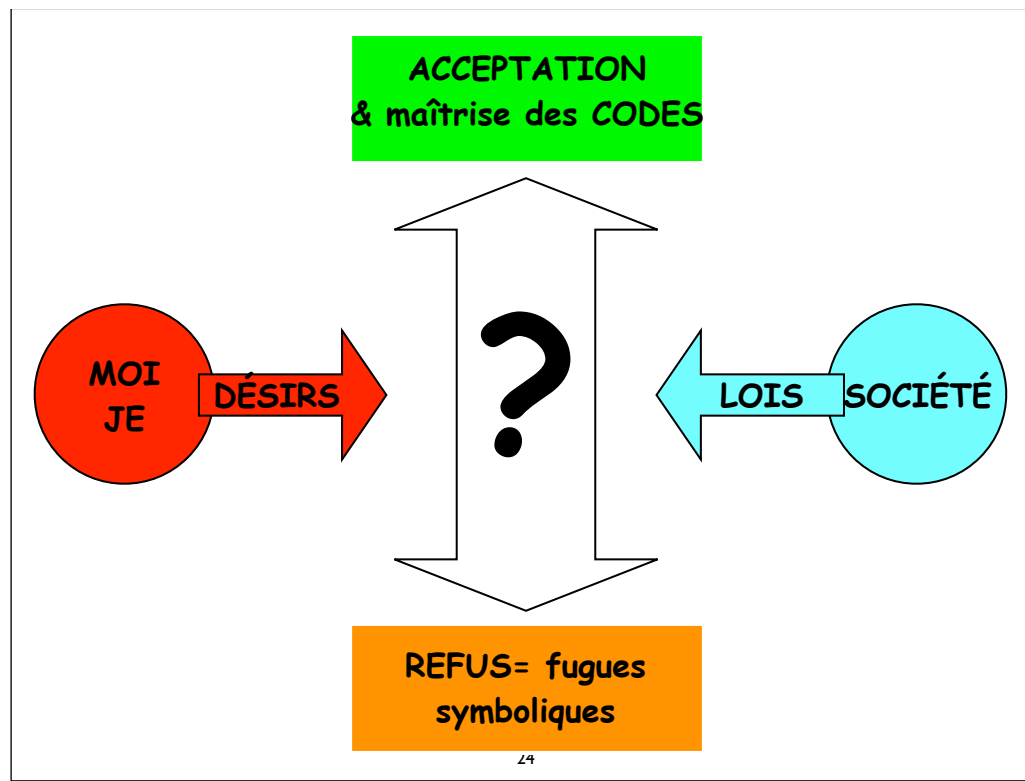 ACCEPTATION
& maîtrise des CODES
MOI
JE
DÉSIRS
?
LOIS
SOCIÉTÉ
REFUS= fugues
symboliques
24